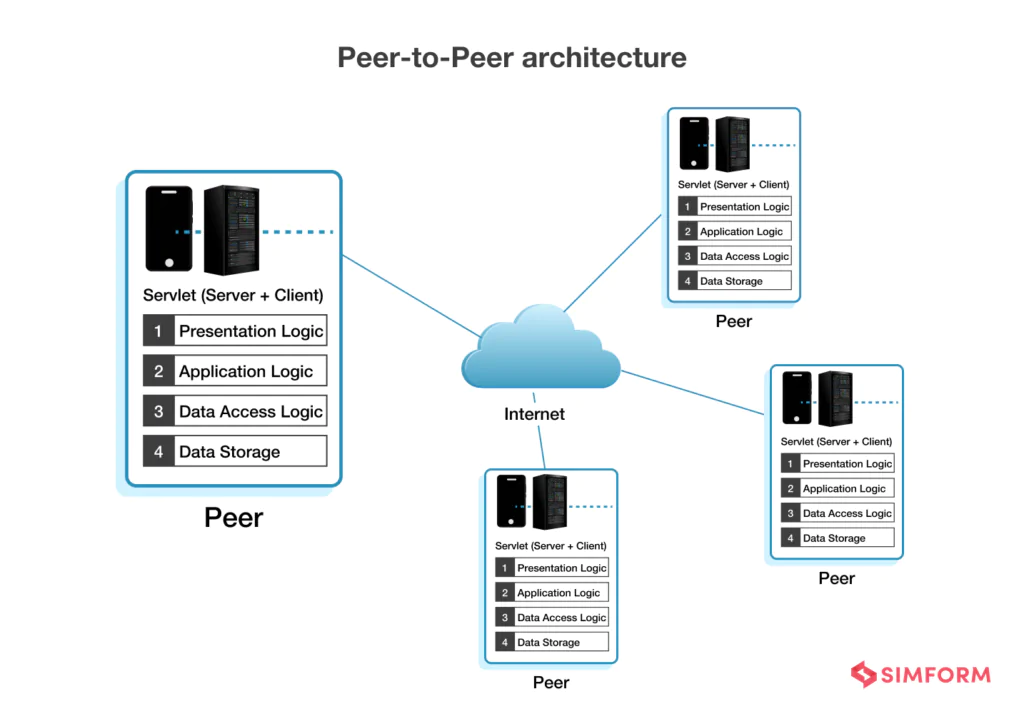 Peer-to-Peer architecture
Servlet (Server + Client)
1 Presentation Logic
2 Application Logic
3 Data Access Logic
4 Data Storage
Peer
Servlet (Server + Client)
1 Presentation Logic
2 Application Logic
3 Data Access Logic
4 Data Storage
Peer
Internet
Servlet (Server + Client)
1 Presentation Logic
2 Application Logic
3 Data Access Logic
4 Data Storage
Peer
Servlet (Server + Client)
1 Presentation Logic
2 Application Logic
3 Data Access Logic
4 Data Storage
Peer
SIMFORM